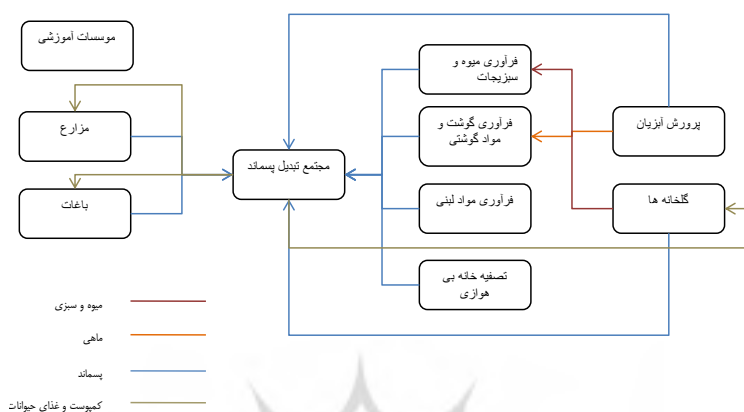 موسسات آموزشی
مزارع
باغات
مجتمع تبدیل پسماند
فرآوری میوه و
سبزیجات
فرآوری گوشت و
مواد گوشتی
فرآوری مواد لبنی
تصفیه خانه بی
هوازی
پرورش آبزیان
گلخانه ها
میوه و سبزی
ماهی
پسماند
کمپوست و غذای حیوانات